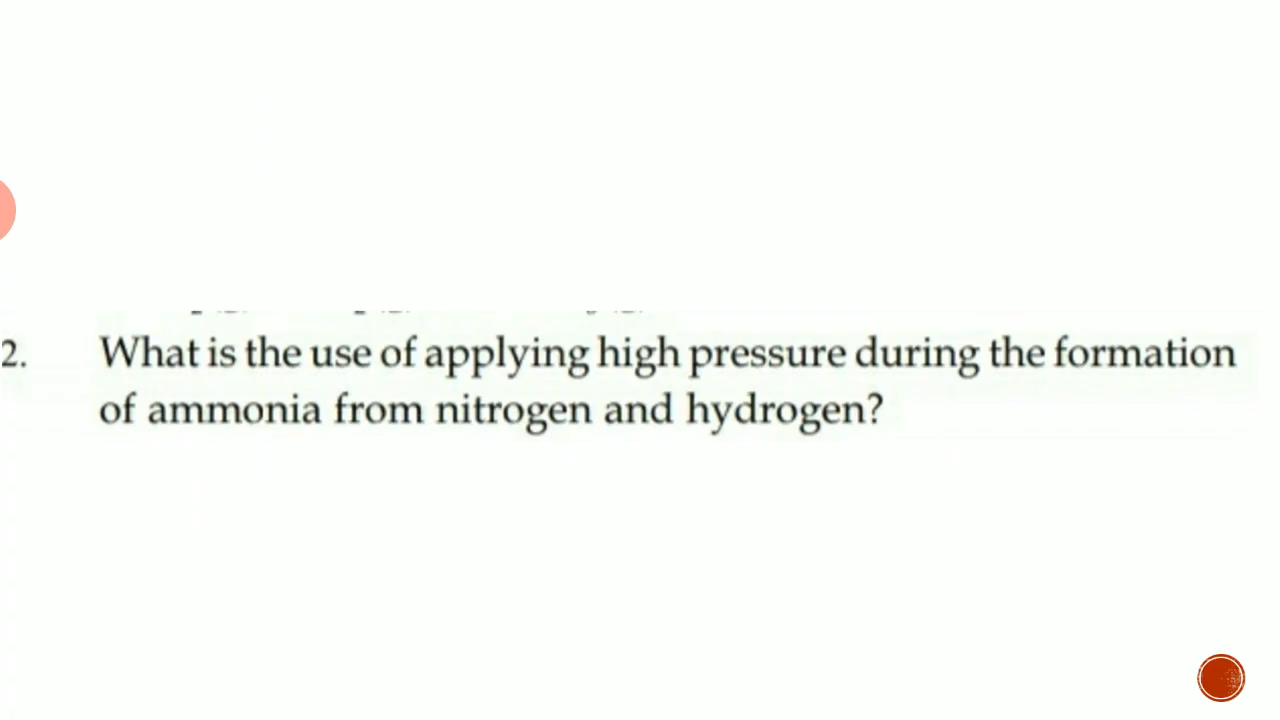 2. What is the use of applying high pressure during the formation
of ammonia from nitrogen and hydrogen?